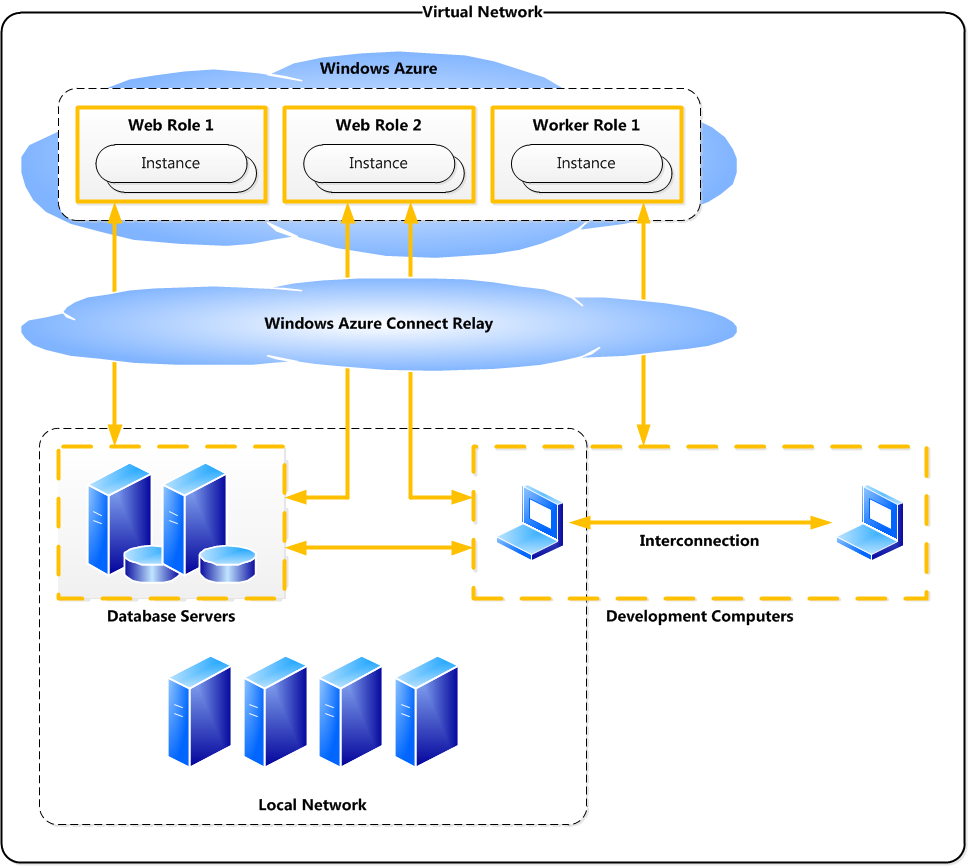 Virtual Network
Windows Azure
Web Role 1
Web Role 2
Worker Role 1
Instance
Instance
Instance
Windows Azure Connect Relay
Interconnection
Database Servers
Development Computers
Local Network